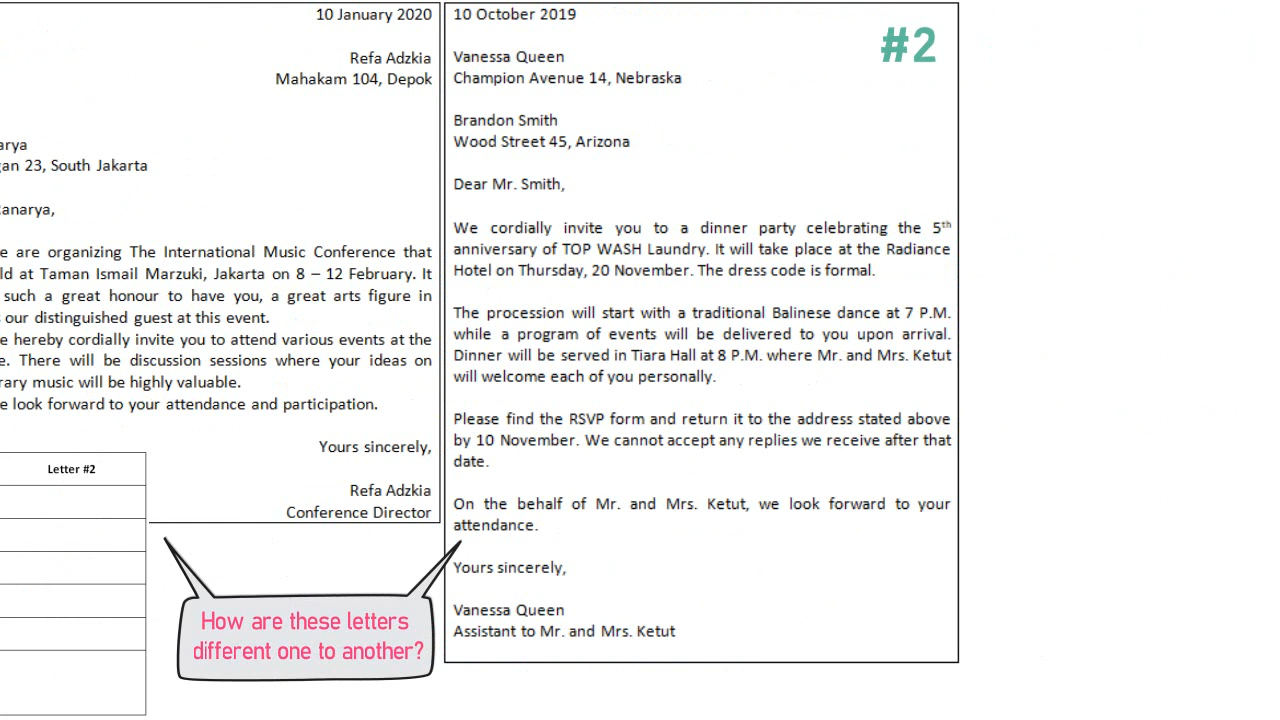 10 January 2020
Refa Adzkia
Mahakam 104, Depok
23, South Jakarta
e are organizing The International Music Conference that
at Taman Ismail Marzuki, Jakarta on 8 – 12 February. It
such a great honour to have you, a great arts figure in
our distinguished guest at this event.
hereby cordially invite you to attend various events at the
There will be discussion sessions where your ideas on
music will be highly valuable.
look forward to your attendance and participation.
Yours sincerely,
Refa Adzkia
Conference Director
Letter #2
10 October 2019
#2
Vanessa Queen
Champion Avenue 14, Nebraska
Brandon Smith
Wood Street 45, Arizona
Dear Mr. Smith,
We cordially invite you to a dinner party celebrating the 5th
anniversary of TOP WASH Laundry. It will take place at the Radiance
Hotel on Thursday, 20 November. The dress code is formal.
The procession will start with a traditional Balinese dance at 7 P.M.
while a program of events will be delivered to you upon arrival.
Dinner will be served in Tiara Hall at 8 P.M. where Mr. and Mrs. Ketut
will welcome each of you personally.
Please find the RSVP form and return it to the address stated above
by 10 November. We cannot accept any replies we receive after that
date.
On the behalf of Mr. and Mrs. Ketut, we look forward to your
attendance.
Yours sincerely,
Vanessa Queen
Assistant to Mr. and Mrs. Ketut
How are these letters
different one to another?